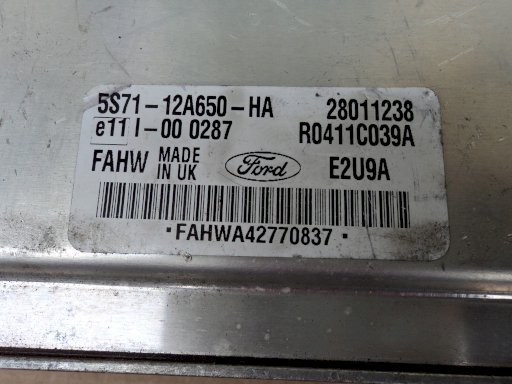 5S71-12A650-HA 28011238
e11 I-00 0287 R0411C039A
FAHW MADE IN UK Ford E2U9A
·FAHWA42770837·